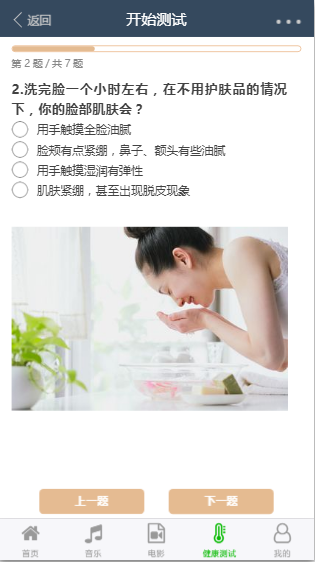 返回
开始测试
第2题/共7题
2.洗完脸一个小时左右，在不用护肤品的情况
下，你的脸部肌肤会？
用手触摸全脸油腻
脸颊有点紧绷，鼻子、额头有些油腻
用手触摸湿润有弹性
肌肤紧绷，甚至出现脱皮现象
上一题
下一题
首页
音乐
电影
健康测试
我的